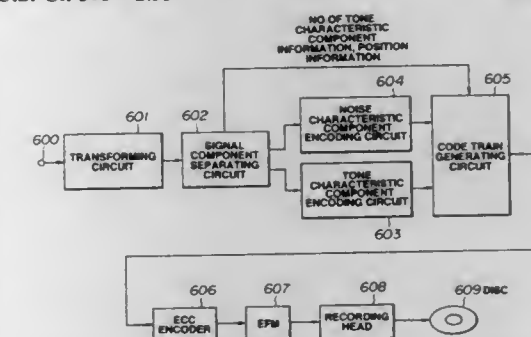 NO OF TONE
CHARACTERISTIC
COMPONENT
INFORMATION, POSITION
INFORMATION
600
601
TRANSFORMING
CIRCUIT
602
SIGNAL
COMPONENT
SEPARATING
CIRCUIT
604
NOISE
CHARACTERISTIC
COMPONENT
ENCODING CIRCUIT
TONE
CHARACTERISTIC
COMPONENT
ENCODING CIRCUIT
603
605
CODE TRAIN
GENERATING
CIRCUIT
606
ECC
ENCODER
607
EFM
608
RECORDING
HEAD
609 DISC